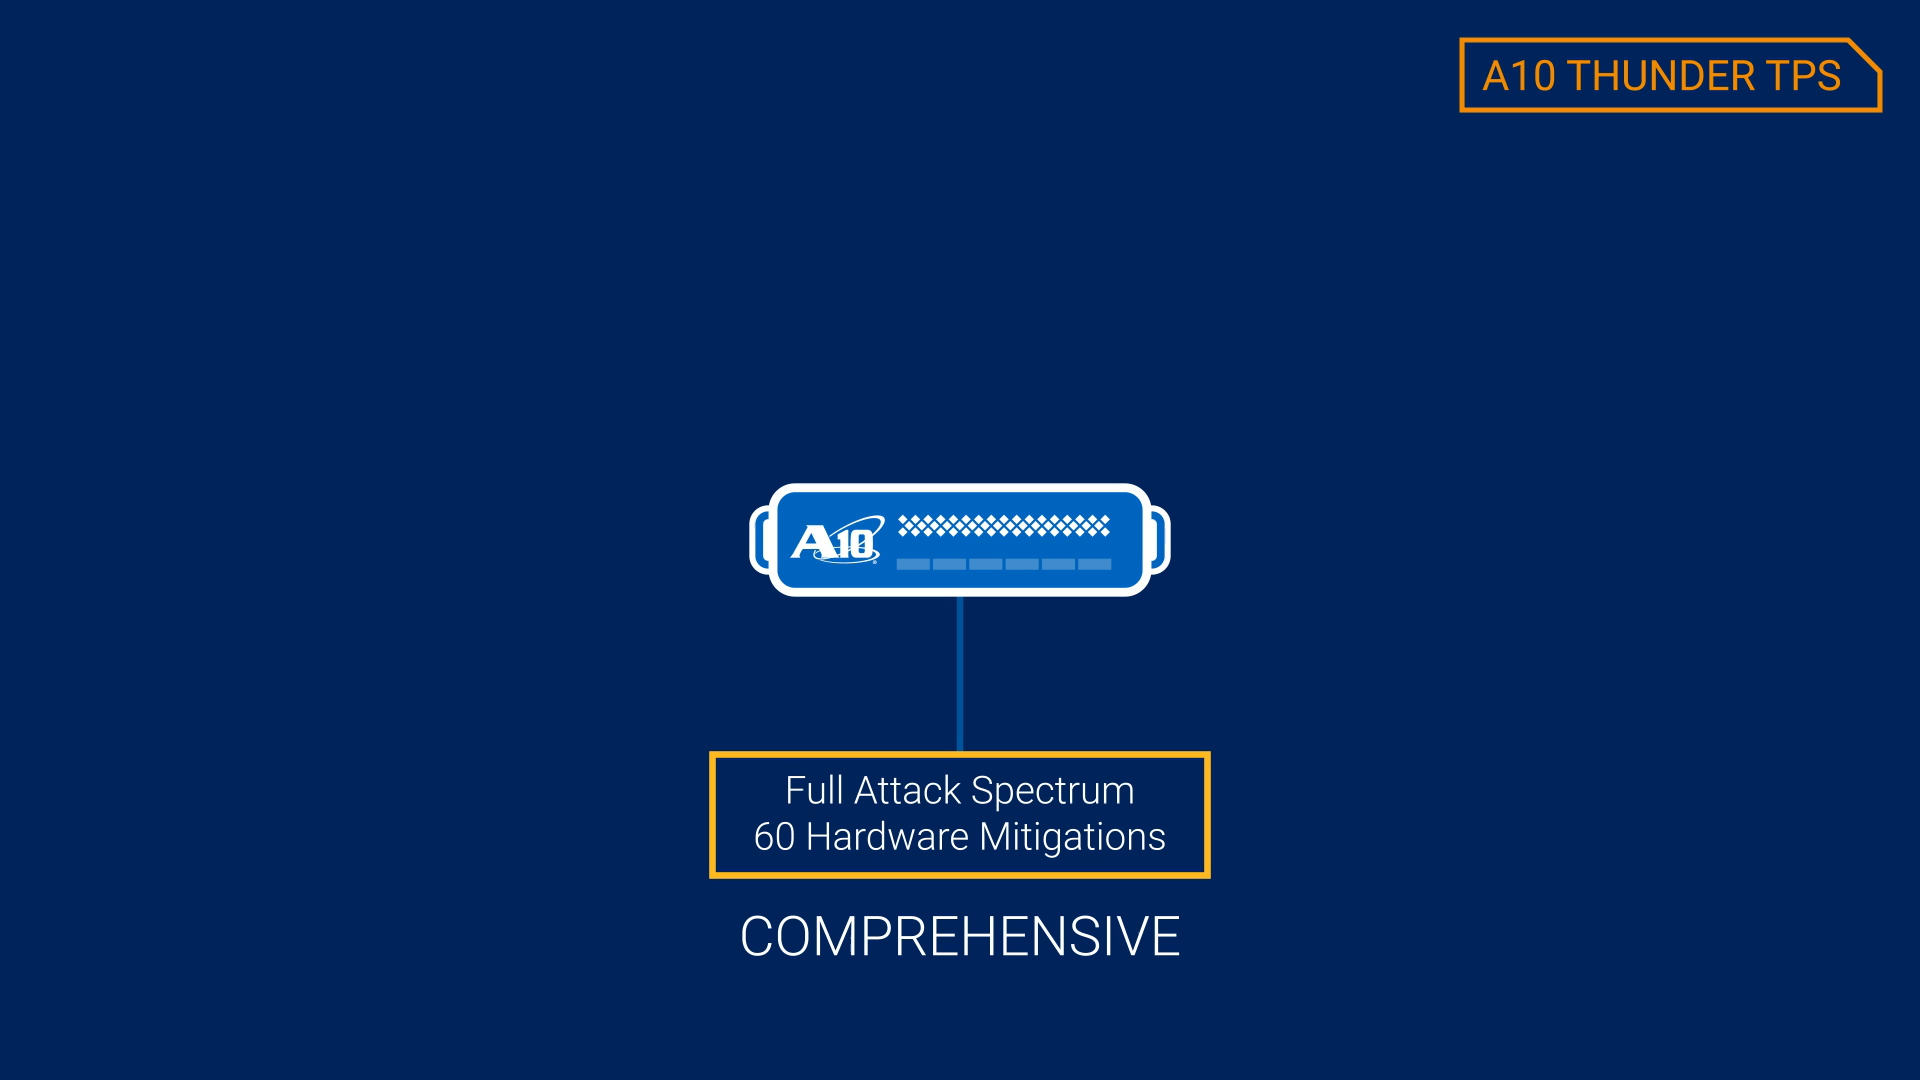 A10 THUNDER TPS
A10
Full Attack Spectrum
60 Hardware Mitigations
COMPREHENSIVE